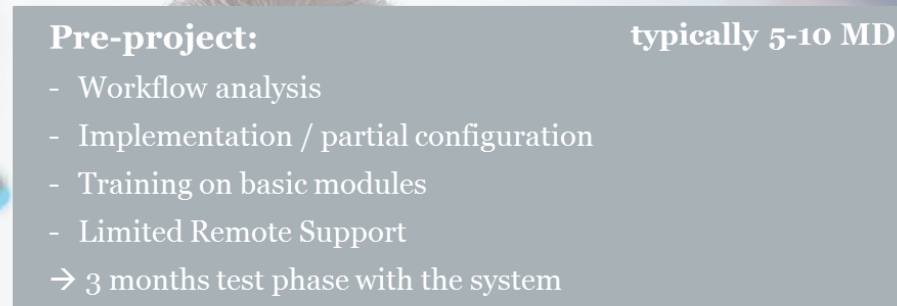 Pre-project: typically 5-10 MD
- Workflow analysis
- Implementation / partial configuration
- Training on basic modules
- Limited Remote Support
→ 3 months test phase with the system